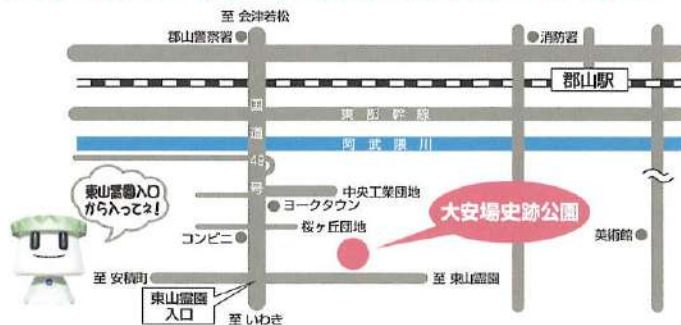 至 会津若松
郡山警察署
消防署
郡山駅
東部幹線
阿武隈川
国道49号
東山霊園入口
から入ってネ!
中央工業団地
ヨークタウン
桜ヶ丘団地
コンビニ
大安場史跡公園
美術館
至 安積町
至 東山霊園
東山霊園
入口
至 いわき